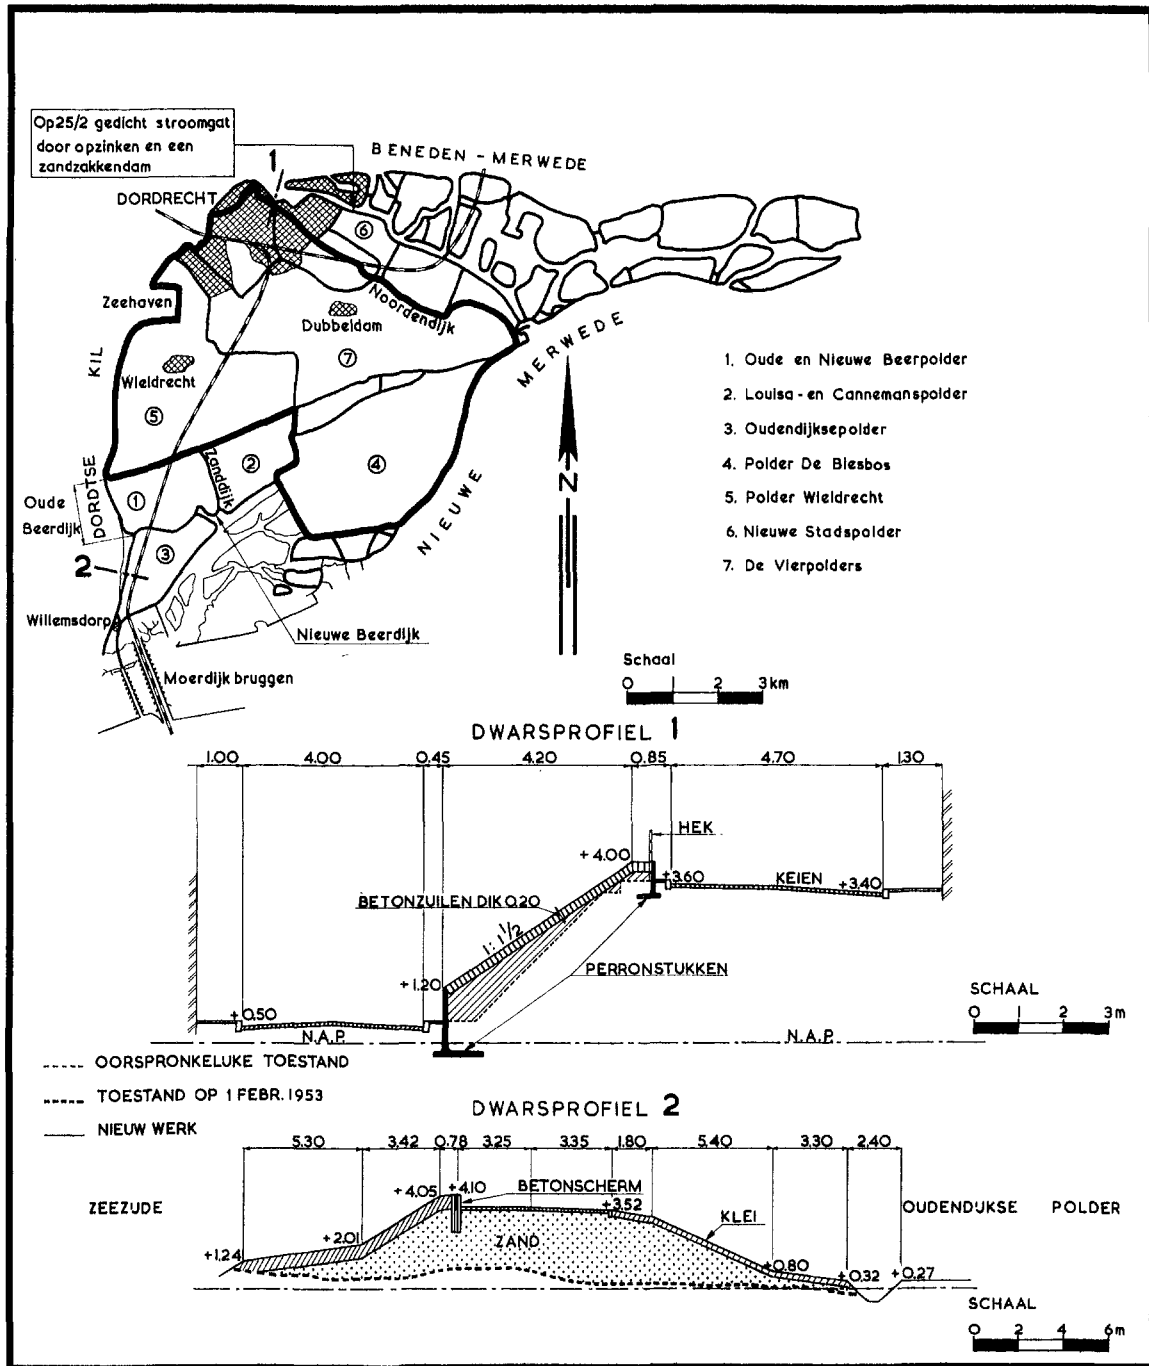 Op25/2 gedicht stroomgat
door opzinken en een
zandzakkendam
1
BENEDEN - MERWEDE
DORDRECHT
6
Zeehaven
Noordendijk
Dubbeldam
MERWEDE
KIL
7
Wieldrecht
5
1. Oude en Nieuwe Beerpolder
2. Louisa - en Cannemanspolder
3. Oudendijksepolder
4. Polder De Biesbos
5. Polder Wieldrecht
6. Nieuwe Stadspolder
7. De Vierpolders
2
Zanddijk
4
DORDTSE
Oude
Beerdijk
1
NIEUWE
N
3
2
Willemsdorp
Nieuwe Beerdijk
Moerdijk bruggen
Schaal
0 1 2 3 km
DWARSPROFIEL 1
1.00 4.00 0.45 4.20 0.85 4.70 1.30
HEK
+4.00
+3.60 KEIEN +3.40
BETONZUILEN DIK 0.20
1: 1 1/2
PERRONSTUKKEN
+1.20
+0.50
N.A.P. N.A.P.
SCHAAL
0 1 2 3m
OORSPRONKELIJKE TOESTAND
TOESTAND OP 1 FEBR. 1953
NIEUW WERK
DWARSPROFIEL 2
5.30 3.42 0.78 3.25 3.35 1.80 5.40 3.30 2.40
ZEEZIJDE
+4.05 +4.10 BETONSCHERM
+3.52
KLEI
OUDENDIJKSE POLDER
+2.01
ZAND
+1.24
+0.80
+0.32 +0.27
SCHAAL
0 2 4 6m